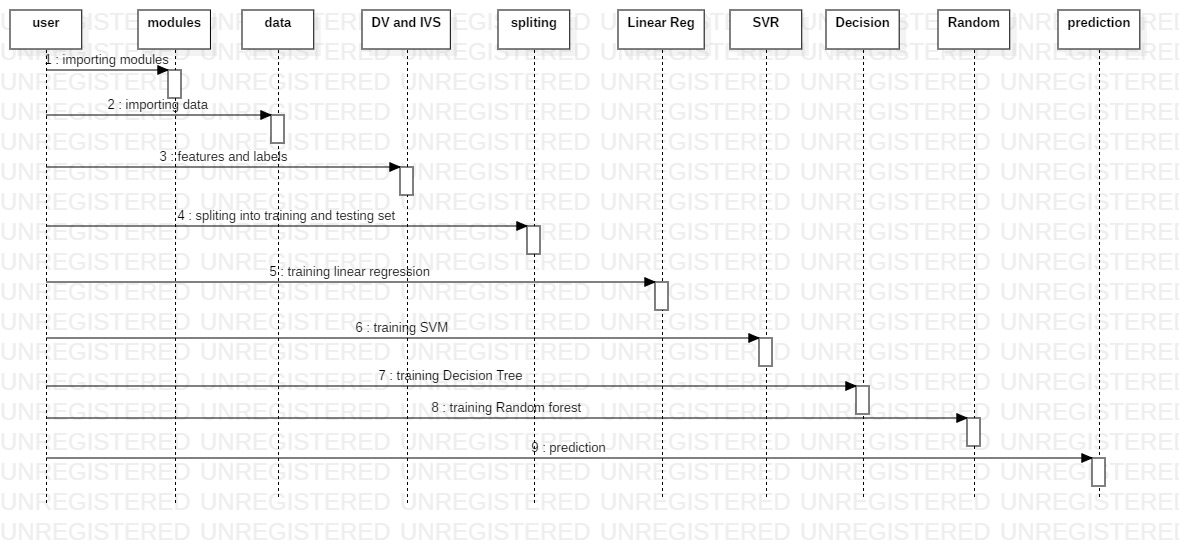 user modules data DV and IVS spliting Linear Reg SVR Decision Random prediction
1 : importing modules
2 : importing data
3 : features and labels
4 : spliting into training and testing set
5 : training linear regression
6 : training SVM
7 : training Decision Tree
8 : training Random forest
9 : prediction
UNREGISTERED UNREGISTERED UNREGISTERED UNREGISTERED UNREGISTERED UNREGISTERED